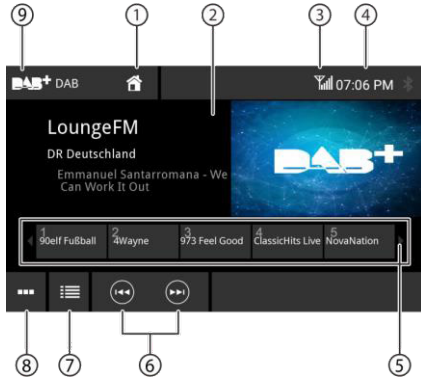 ⑨ ① ② ③ ④
DAB+ DAB 07:06 PM
LoungeFM
DR Deutschland
Emmanuel Santarromana - We
Can Work It Out
DAB+
1 2 3 4 5
90elf Fußball 4Wayne 973 Feel Good ClassicHits Live NovaNation
⑧ ⑦ ⑥ ⑤